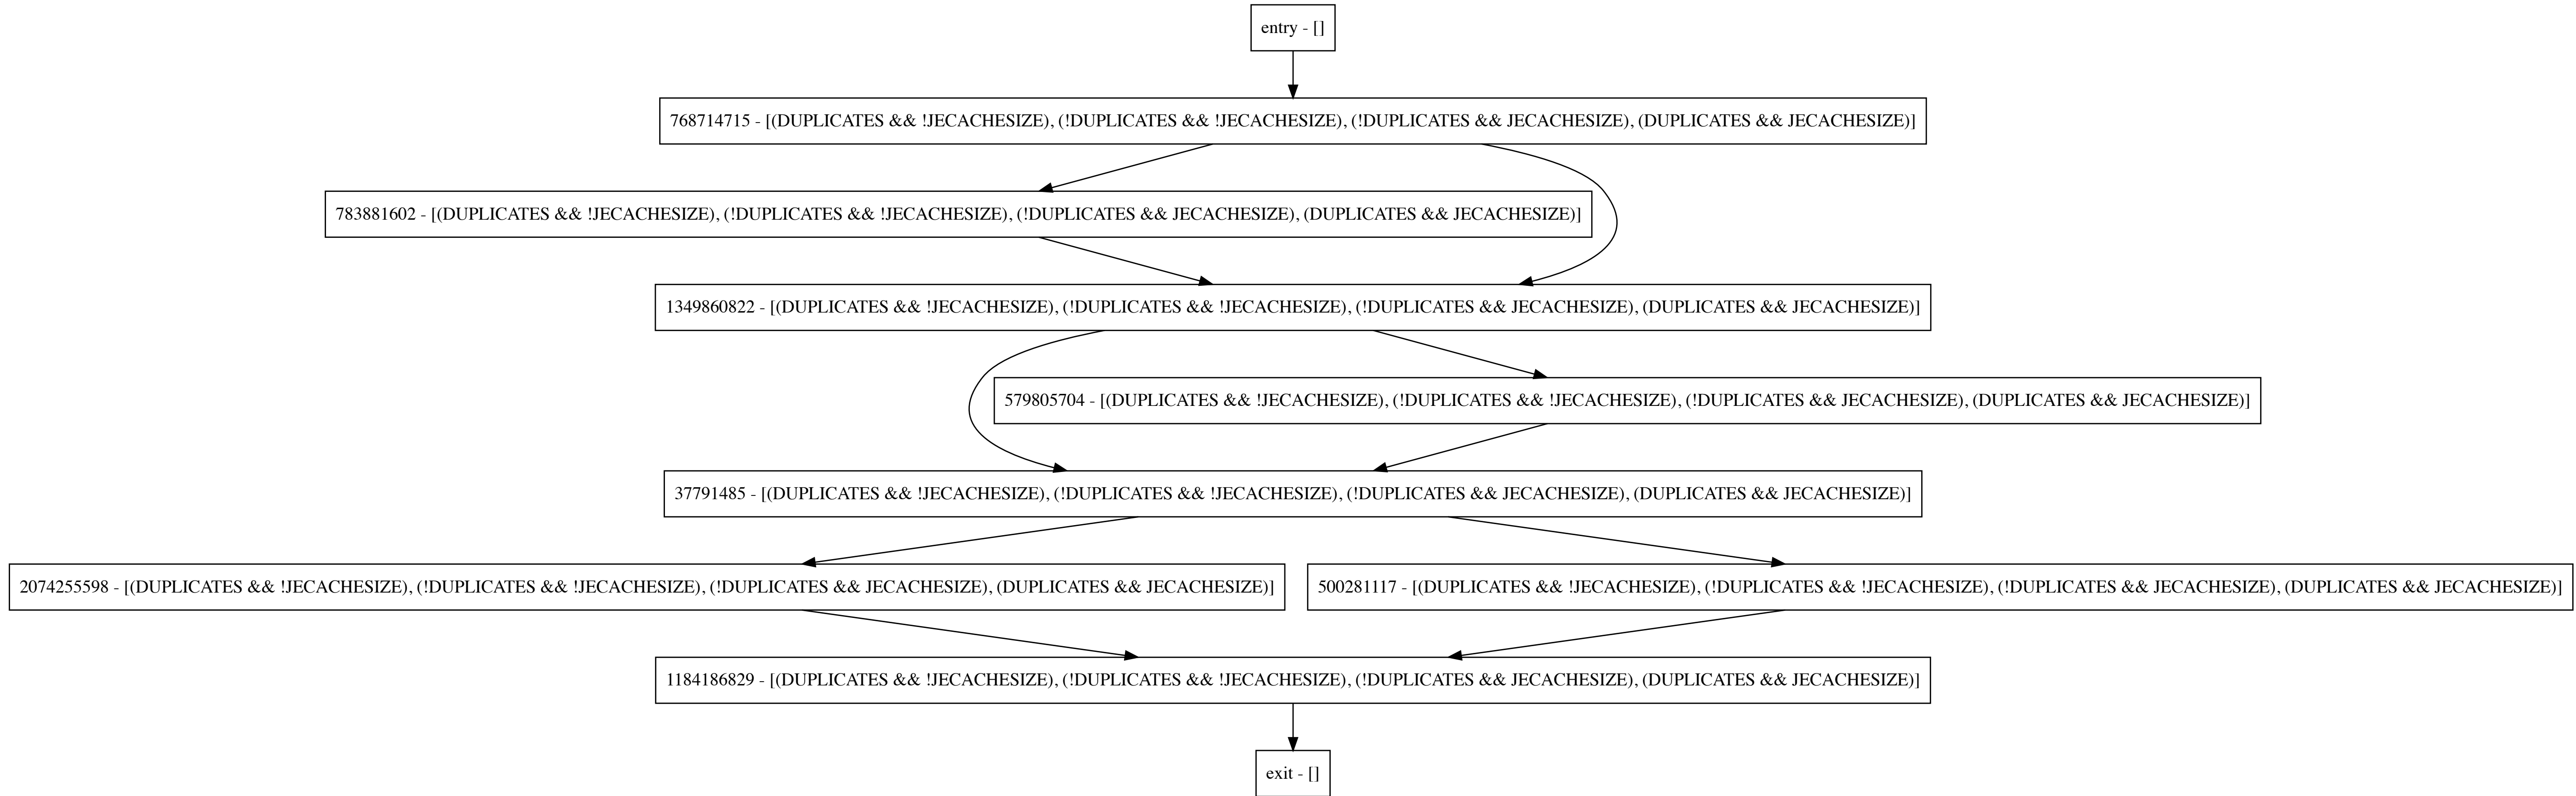 entry - []
768714715 - [(DUPLICATES && !JECACHESIZE), (!DUPLICATES && !JECACHESIZE), (!DUPLICATES && JECACHESIZE), (DUPLICATES && JECACHESIZE)]
783881602 - [(DUPLICATES && !JECACHESIZE), (!DUPLICATES && !JECACHESIZE), (!DUPLICATES && JECACHESIZE), (DUPLICATES && JECACHESIZE)]
1349860822 - [(DUPLICATES && !JECACHESIZE), (!DUPLICATES && !JECACHESIZE), (!DUPLICATES && JECACHESIZE), (DUPLICATES && JECACHESIZE)]
579805704 - [(DUPLICATES && !JECACHESIZE), (!DUPLICATES && !JECACHESIZE), (!DUPLICATES && JECACHESIZE), (DUPLICATES && JECACHESIZE)]
37791485 - [(DUPLICATES && !JECACHESIZE), (!DUPLICATES && !JECACHESIZE), (!DUPLICATES && JECACHESIZE), (DUPLICATES && JECACHESIZE)]
2074255598 - [(DUPLICATES && !JECACHESIZE), (!DUPLICATES && !JECACHESIZE), (!DUPLICATES && JECACHESIZE), (DUPLICATES && JECACHESIZE)]
500281117 - [(DUPLICATES && !JECACHESIZE), (!DUPLICATES && !JECACHESIZE), (!DUPLICATES && JECACHESIZE), (DUPLICATES && JECACHESIZE)]
1184186829 - [(DUPLICATES && !JECACHESIZE), (!DUPLICATES && !JECACHESIZE), (!DUPLICATES && JECACHESIZE), (DUPLICATES && JECACHESIZE)]
exit - []